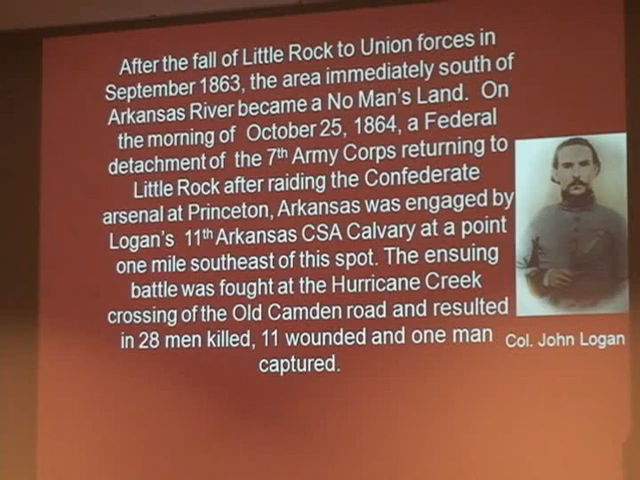 After the fall of Little Rock to Union forces in
September 1863, the area immediately south of
Arkansas River became a No Man's Land. On
the morning of October 25, 1864, a Federal
detachment of the 7th Army Corps returning to
Little Rock after raiding the Confederate
arsenal at Princeton, Arkansas was engaged by
Logan's 11th Arkansas CSA Calvary at a point
one mile southeast of this spot. The ensuing
battle was fought at the Hurricane Creek
crossing of the Old Camden road and resulted
in 28 men killed, 11 wounded and one man
captured.
Col. John Logan